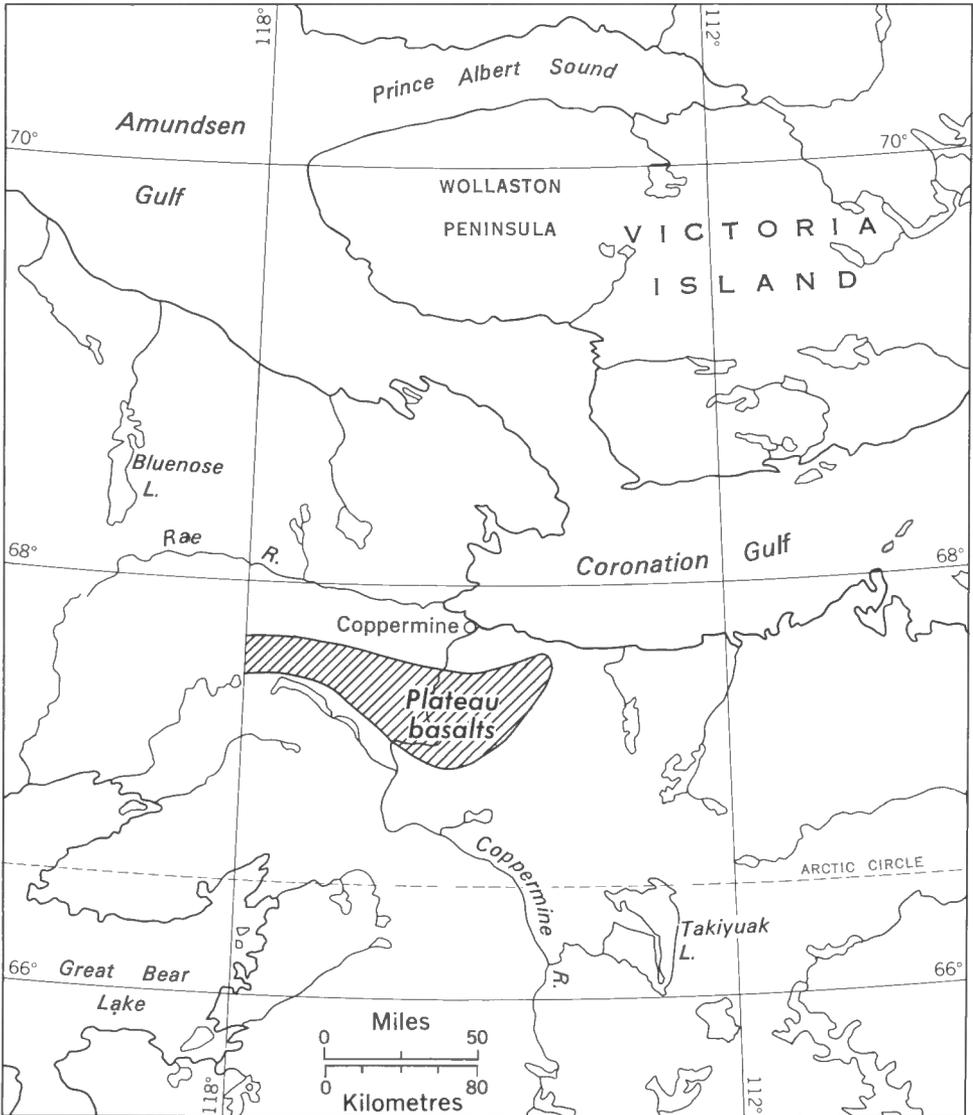 118°
112°
Prince Albert Sound
Amundsen
70°
70°
Gulf
WOLLASTON
PENINSULA
VICTORIA
ISLAND
Bluenose
L.
Rae
R.
68°
Coronation Gulf
68°
Coppermine
Plateau
basalts
Coppermine
R.
ARCTIC CIRCLE
Takiyuak
L.
66°
Great Bear
Lake
66°
Miles
0 50
0 80
Kilometres
118°
112°